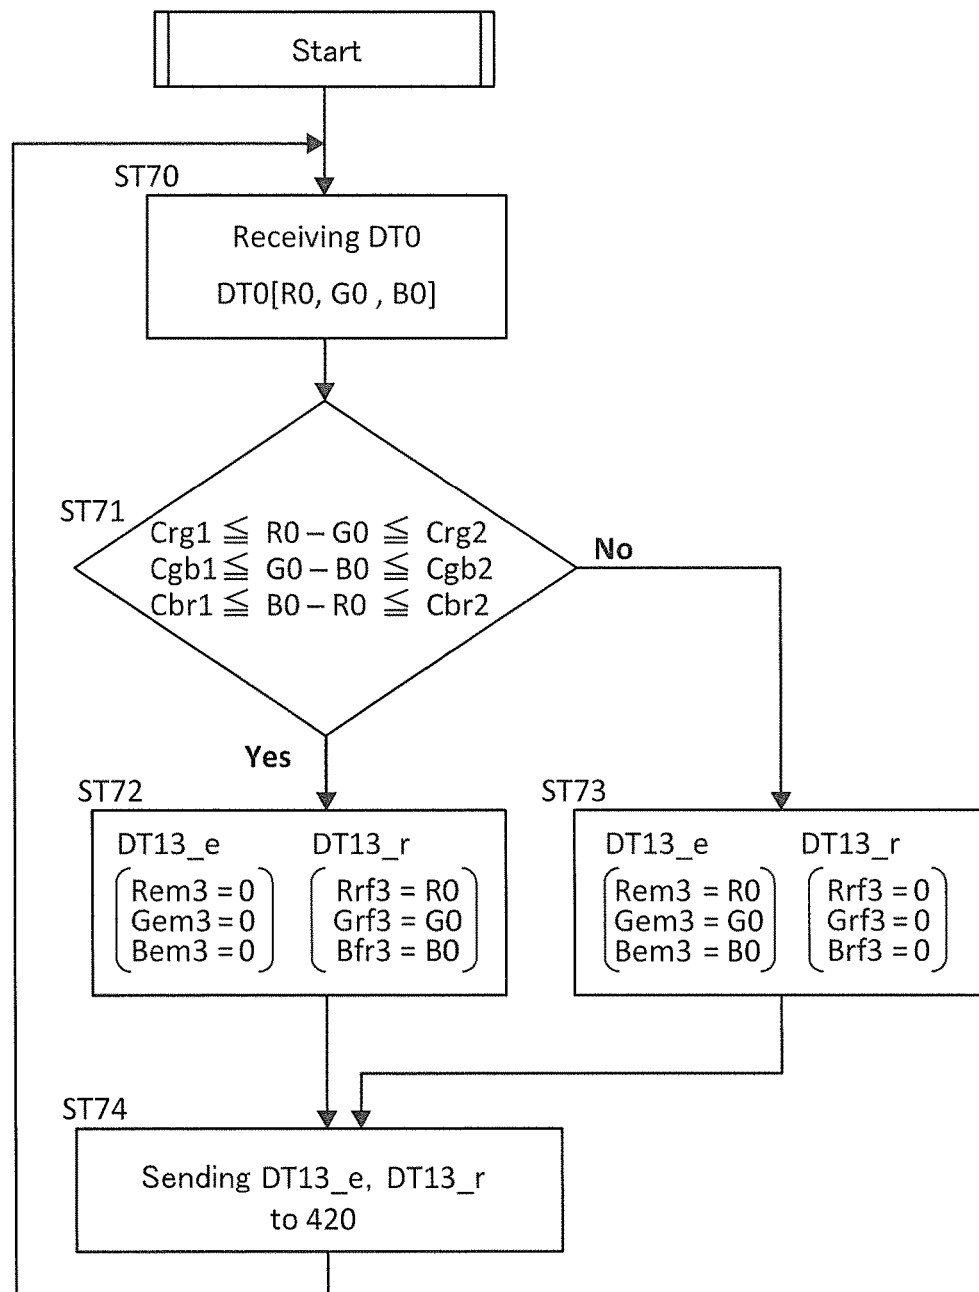 Start
ST70
Receiving DT0
DT0[R0, G0 , B0]
ST71
Crg1 ≦ R0 – G0 ≦ Crg2
Cgb1 ≦ G0 – B0 ≦ Cgb2
Cbr1 ≦ B0 – R0 ≦ Cbr2
No
Yes
ST72
DT13_e DT13_r
Rem3 = 0 Rrf3 = R0
Gem3 = 0 Grf3 = G0
Bem3 = 0 Bfr3 = B0
ST73
DT13_e DT13_r
Rem3 = R0 Rrf3 = 0
Gem3 = G0 Grf3 = 0
Bem3 = B0 Brf3 = 0
ST74
Sending DT13_e, DT13_r
to 420